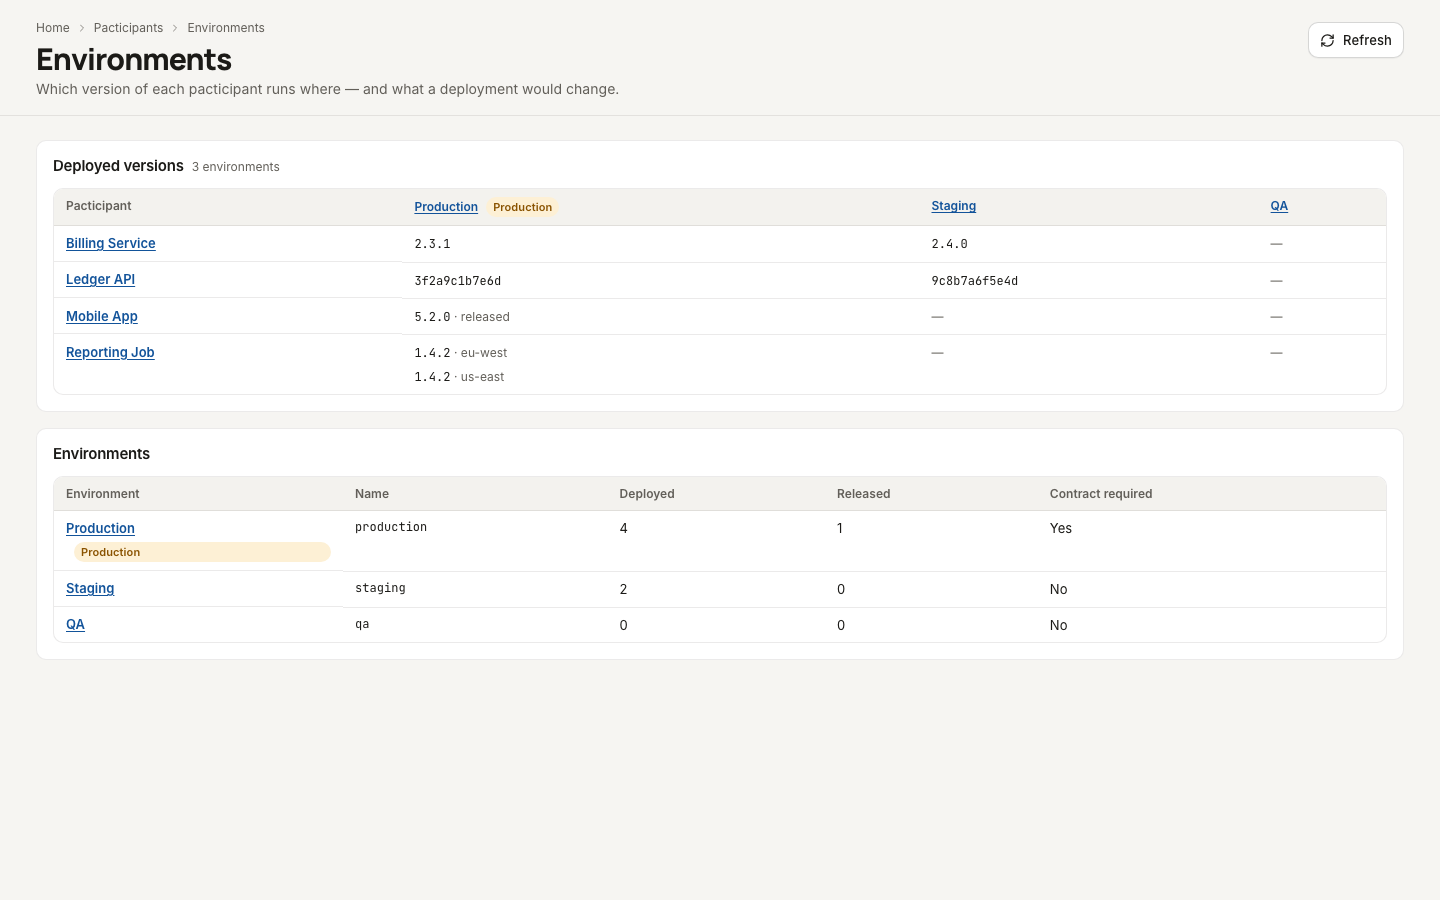 Home > Pacticipants > Environments
Environments
Refresh
Which version of each pacticipant runs where — and what a deployment would change.
Deployed versions 3 environments
Pacticipant Production Production Staging QA
Billing Service 2.3.1 2.4.0 —
Ledger API 3f2a9c1b7e6d 9c8b7a6f5e4d —
Mobile App 5.2.0 · released — —
Reporting Job 1.4.2 · eu-west — —
1.4.2 · us-east
Environments
Environment Name Deployed Released Contract required
Production production 4 1 Yes
Production
Staging staging 2 0 No
QA qa 0 0 No